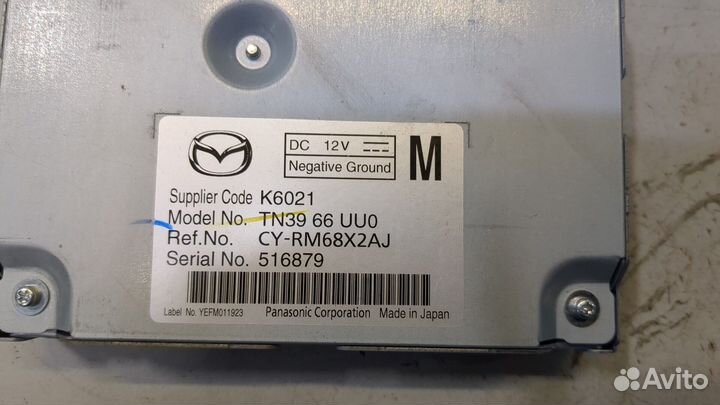 DC 12V
Negative Ground
M
Supplier Code K6021
Model No. TN39 66 UU0
Ref.No. CY-RM68X2AJ
Serial No. 516879
Label No. YEFM011923 Panasonic Corporation Made in Japan
Avito